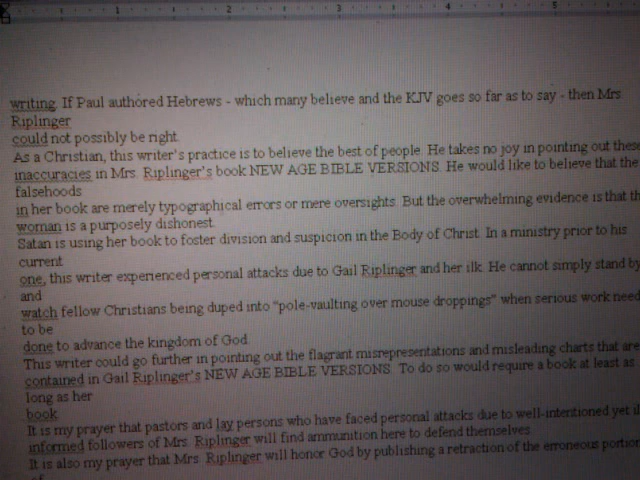 writing. If Paul authored Hebrews - which many believe and the KJV goes so far as to say - then Mrs
Riplinger
could not possibly be right.
As a Christian, this writer's practice is to believe the best of people. He takes no joy in pointing out these
inaccuracies in Mrs. Riplinger's book NEW AGE BIBLE VERSIONS. He would like to believe that the
falsehoods
in her book are merely typographical errors or mere oversights. But the overwhelming evidence is that th
woman is a purposely dishonest.
Satan is using her book to foster division and suspicion in the Body of Christ. In a ministry prior to his
current
one, this writer experienced personal attacks due to Gail Riplinger and her ilk. He cannot simply stand by
and
watch fellow Christians being duped into "pole-vaulting over mouse droppings" when serious work need
to be
done to advance the kingdom of God.
This writer could go further in pointing out the flagrant misrepresentations and misleading charts that are
contained in Gail Riplinger's NEW AGE BIBLE VERSIONS. To do so would require a book at least as
long as her
book.
It is my prayer that pastors and lay persons who have faced personal attacks due to well-intentioned yet il
informed followers of Mrs. Riplinger will find ammunition here to defend themselves.
It is also my prayer that Mrs. Riplinger will honor God by publishing a retraction of the erroneous portion